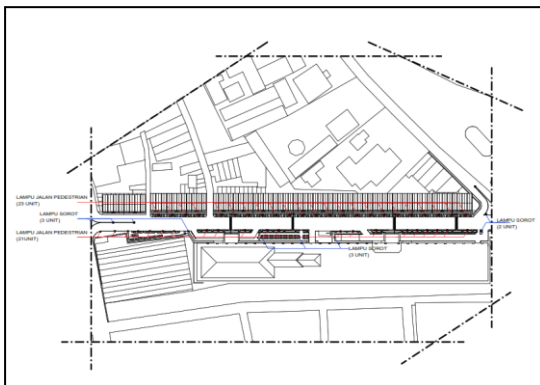 LAMPU JALAN PEDESTRIAN
(23 UNIT)
LAMPU SOROT
(3 UNIT)
LAMPU JALAN PEDESTRIAN
(21UNIT)
LAMPU SOROT
(2 UNIT)
LAMPU SOROT
(3 UNIT)